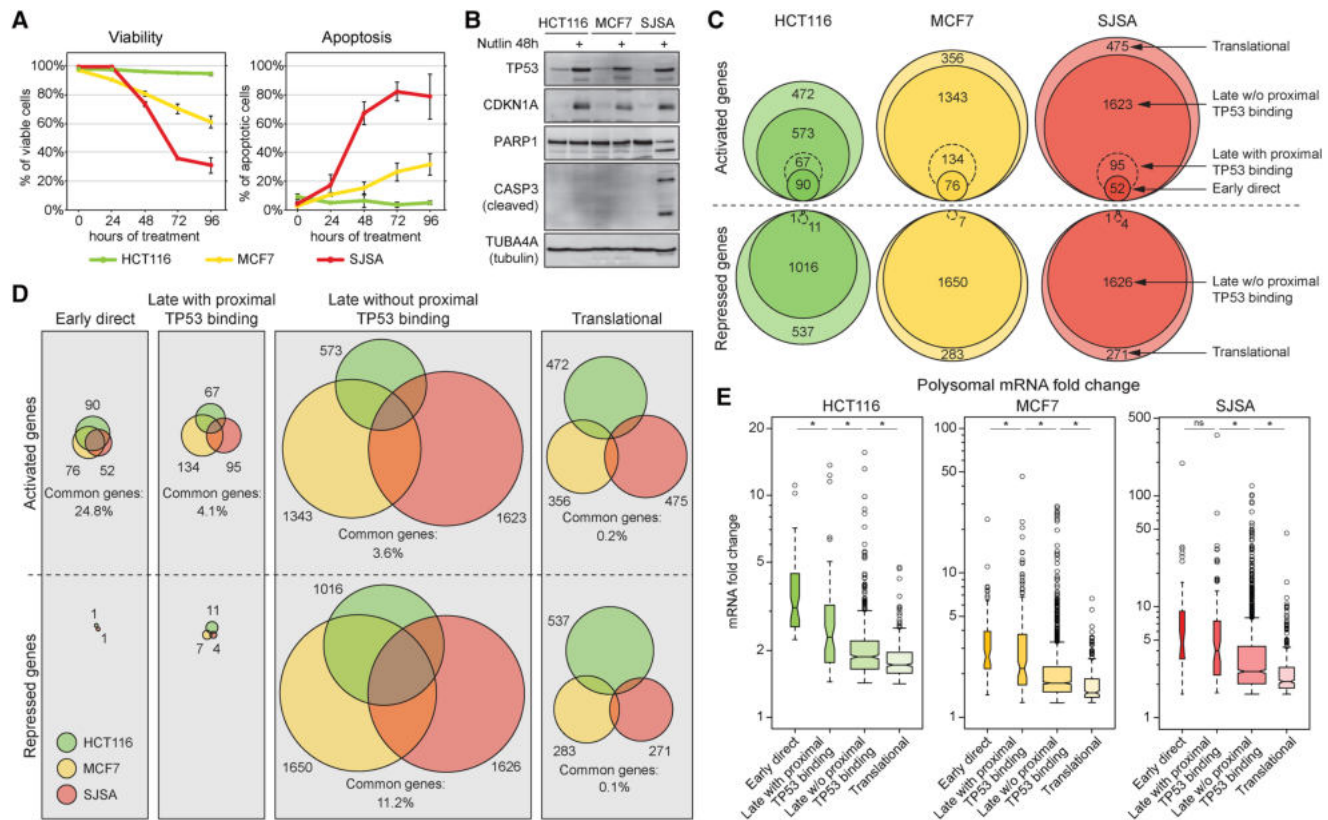 A
Viability
Apoptosis
% of viable cells
100%
80%
60%
40%
20%
0%
0 24 48 72 96
hours of treatment
% of apoptotic cells
100%
80%
60%
40%
20%
0%
0 24 48 72 96
hours of treatment
HCT116 MCF7 SJSA
B
HCT116 MCF7 SJSA
Nutlin 48h + + +
TP53
CDKN1A
PARP1
CASP3
(cleaved)
TUBA4A
(tubulin)
C
HCT116 MCF7 SJSA
Activated genes
472
573
67
90
356
1343
134
76
475
1623
95
52
Translational
Late w/o proximal
TP53 binding
Late with proximal
TP53 binding
Early direct
Repressed genes
1
11
1016
537
7
1650
283
1
4
1626
271
Late w/o proximal
TP53 binding
Translational
D
Early direct
Late with proximal
TP53 binding
Late without proximal
TP53 binding
Translational
Activated genes
90
76 52
Common genes:
24.8%
67
134 95
Common genes:
4.1%
573
1343 1623
Common genes:
3.6%
472
356 475
Common genes:
0.2%
Repressed genes
1
1
11
7 4
1016
1650 1626
Common genes:
11.2%
537
283 271
Common genes:
0.1%
HCT116
MCF7
SJSA
E
Polysomal mRNA fold change
HCT116 MCF7 SJSA
mRNA fold change
20
10
5
2
1
* * *
Early direct
Late with proximal
TP53 binding
Late w/o proximal
TP53 binding
Translational
100
50
20
10
5
2
1
* * *
Early direct
Late with proximal
TP53 binding
Late w/o proximal
TP53 binding
Translational
500
100
50
10
5
1
ns * *
Early direct
Late with proximal
TP53 binding
Late w/o proximal
TP53 binding
Translational